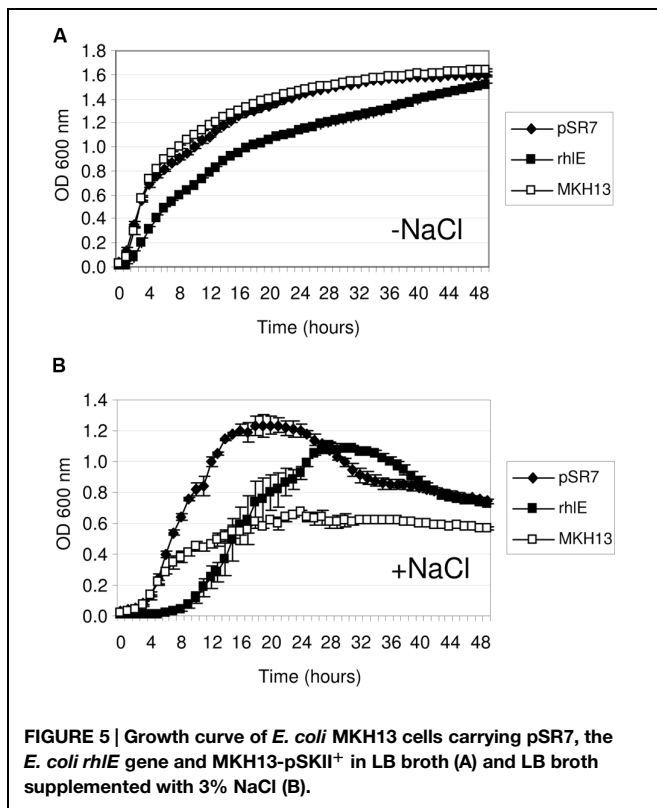 A
1.8
1.6
1.4
1.2
1.0
0.8
0.6
0.4
0.2
0.0
OD 600 nm
0 4 8 12 16 20 24 28 32 36 40 44 48
Time (hours)
-NaCl
pSR7
rhlE
MKH13
B
1.4
1.2
1.0
0.8
0.6
0.4
0.2
0.0
OD 600 nm
0 4 8 12 16 20 24 28 32 36 40 44 48
Time (hours)
+NaCl
pSR7
rhlE
MKH13
FIGURE 5 | Growth curve of E. coli MKH13 cells carrying pSR7, the
E. coli rhlE gene and MKH13-pSKII+ in LB broth (A) and LB broth
supplemented with 3% NaCl (B).